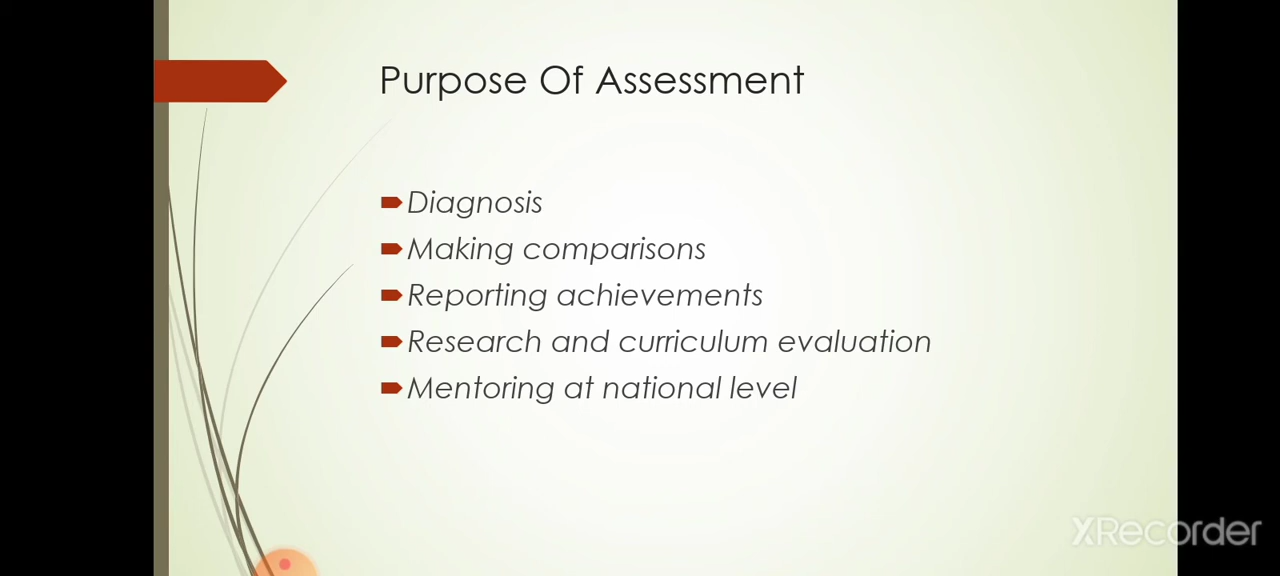 Purpose Of Assessment
Diagnosis
Making comparisons
Reporting achievements
Research and curriculum evaluation
Mentoring at national level
XRecorder